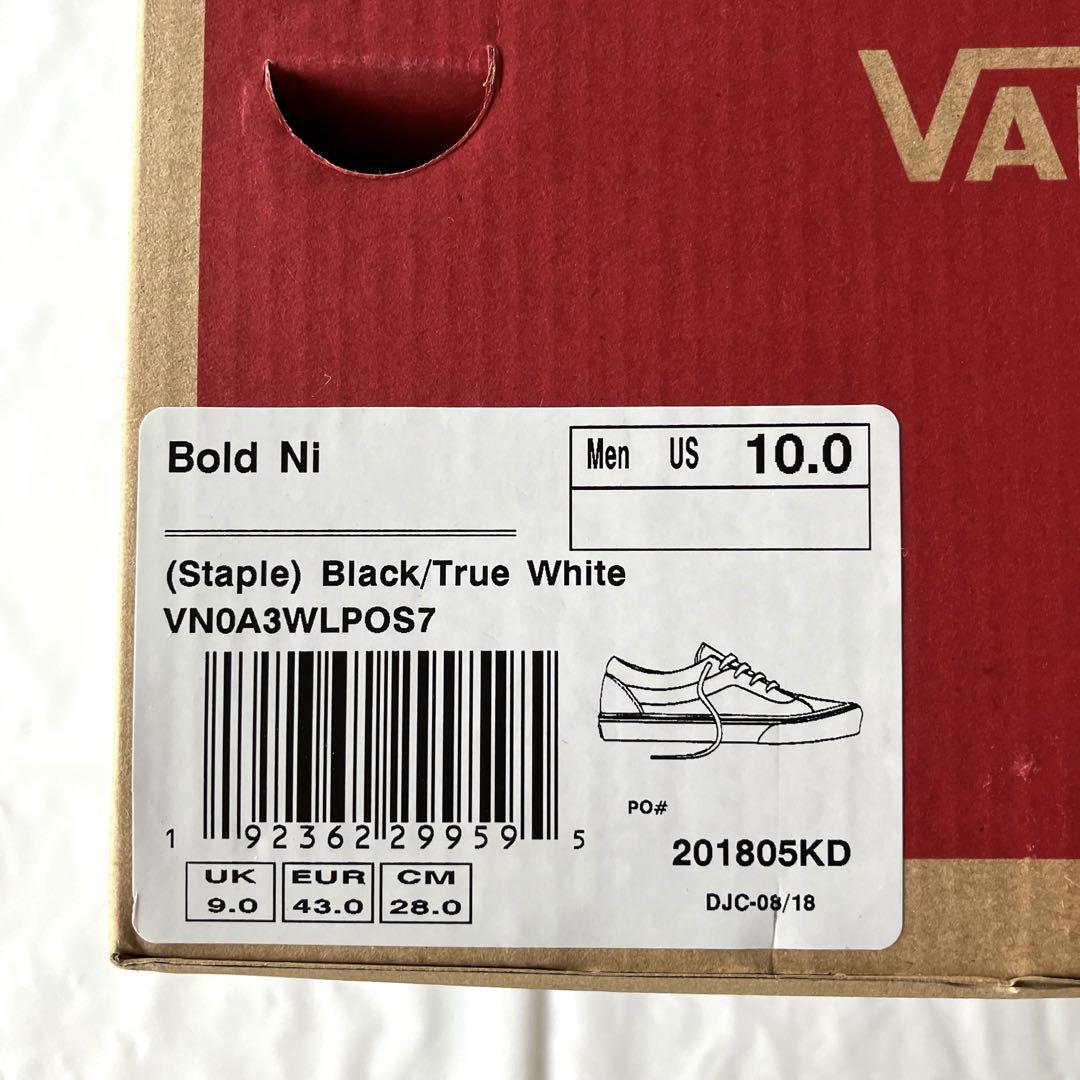 VA
Bold Ni
Men US 10.0
(Staple) Black/True White
VN0A3WLPOS7
1 92362 29959 5
PO#
201805KD
DJC-08/18
UK EUR CM
9.0 43.0 28.0